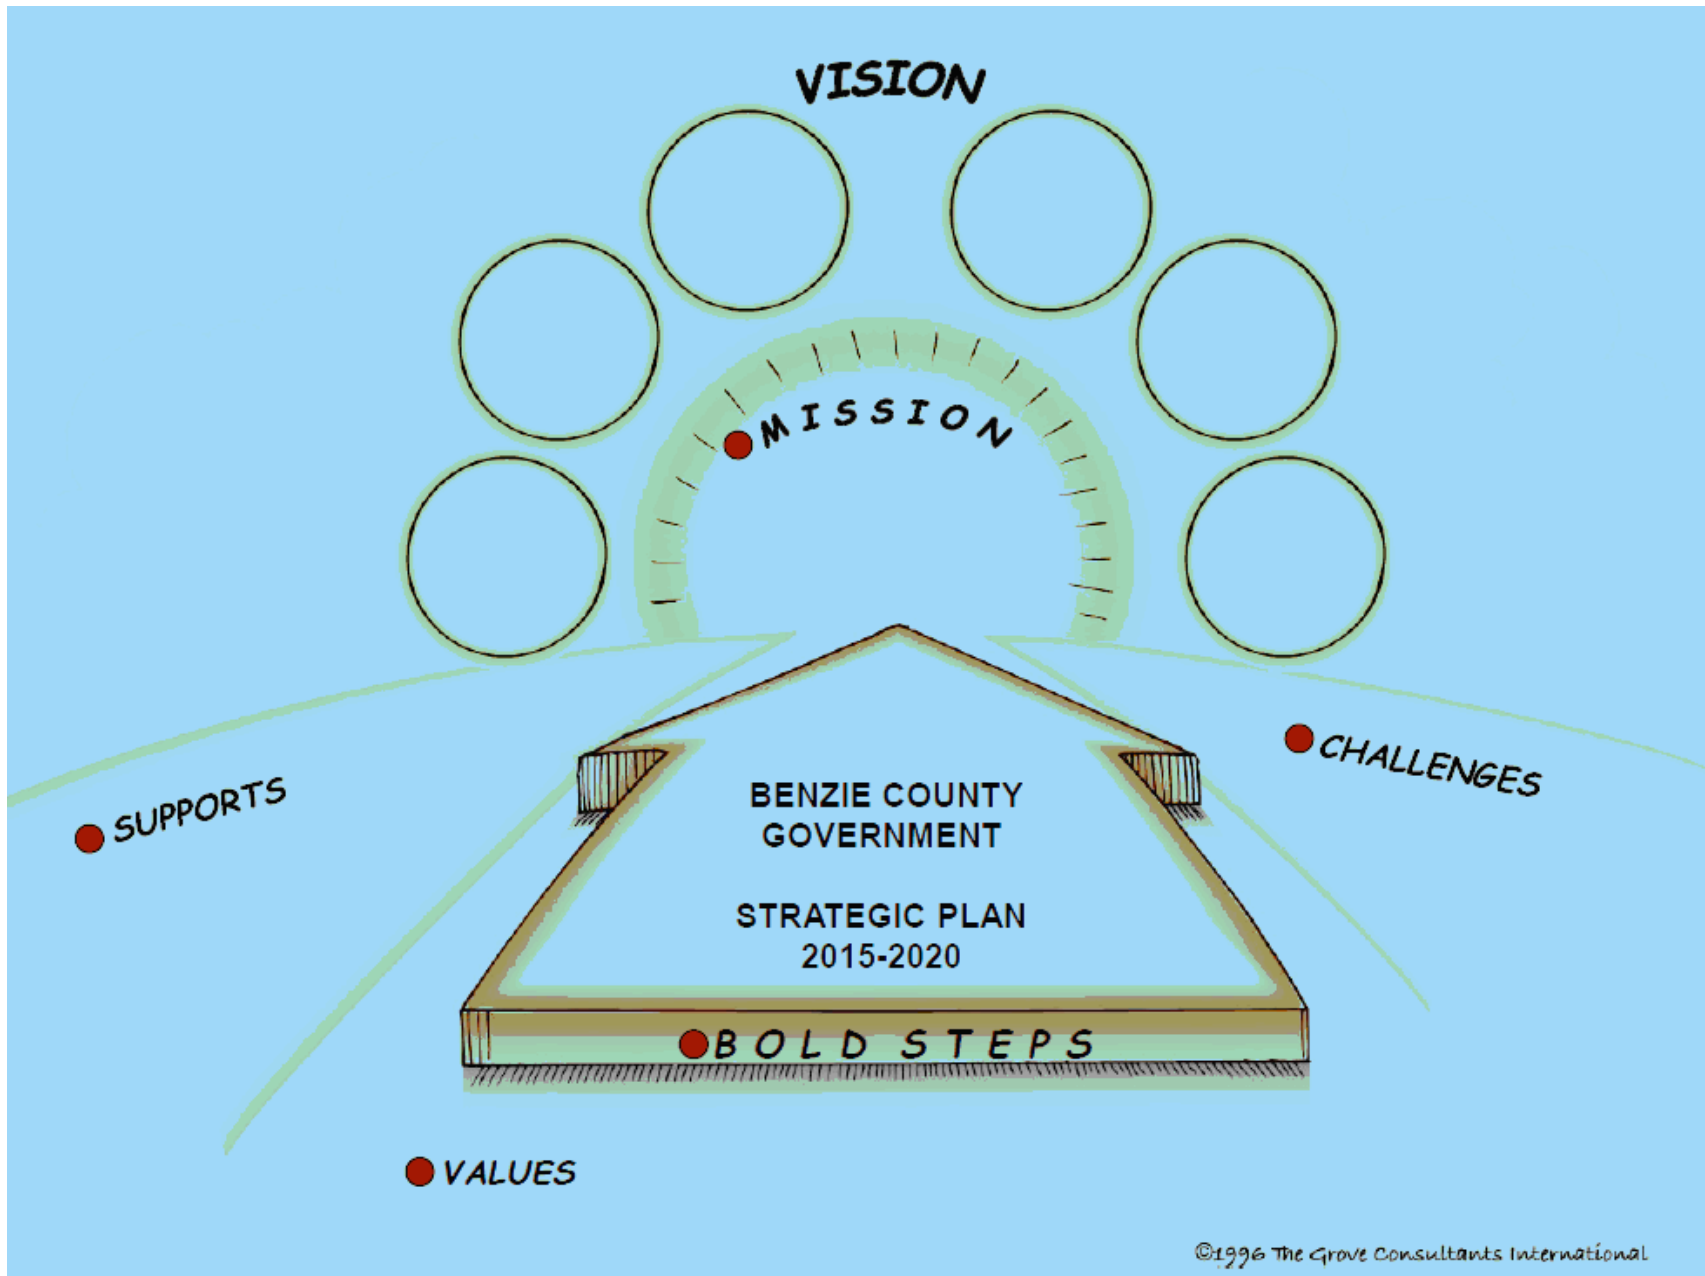 VISION
MISSION
CHALLENGES
SUPPORTS
BENZIE COUNTY
GOVERNMENT
STRATEGIC PLAN
2015-2020
BOLD STEPS
VALUES
©1996 The Grove Consultants International